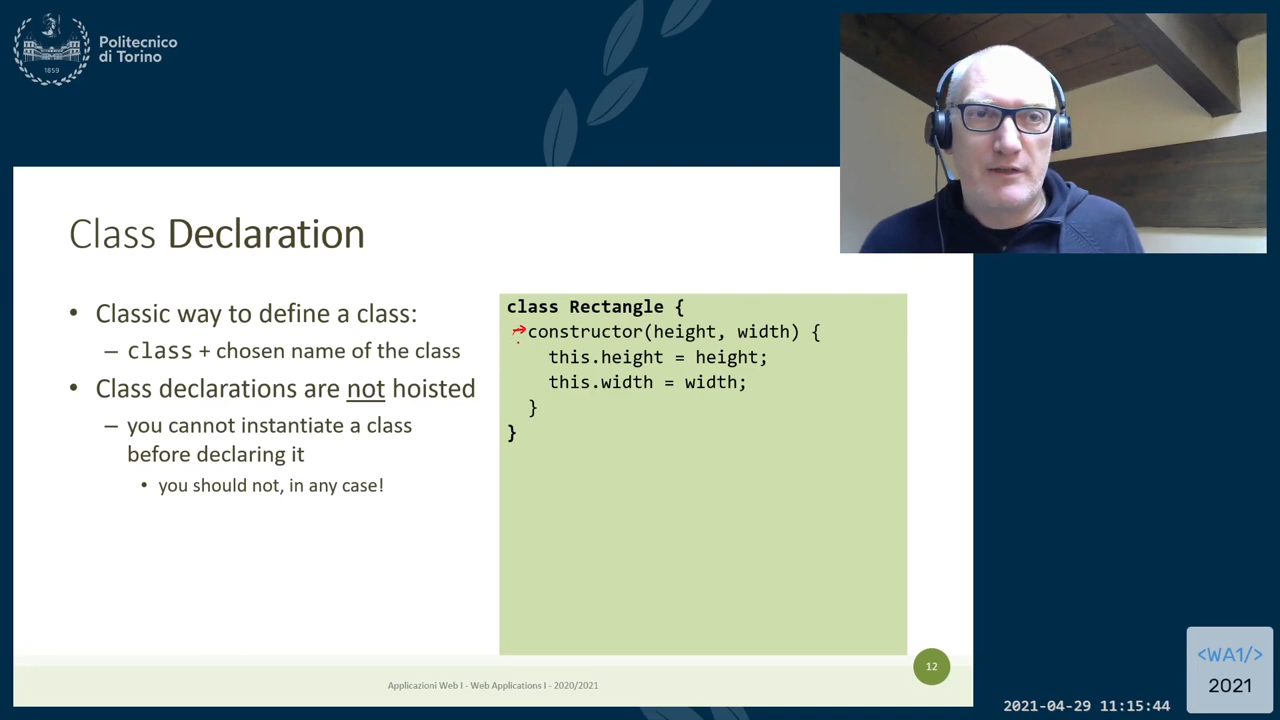 Politecnico
di Torino
1859
Class Declaration
• Classic way to define a class:
– class + chosen name of the class
• Class declarations are not hoisted
– you cannot instantiate a class
before declaring it
• you should not, in any case!
class Rectangle {
constructor(height, width) {
this.height = height;
this.width = width;
}
}
Applicazioni Web I - Web Applications I - 2020/2021
12
<WA1/>
2021
2021-04-29 11:15:44